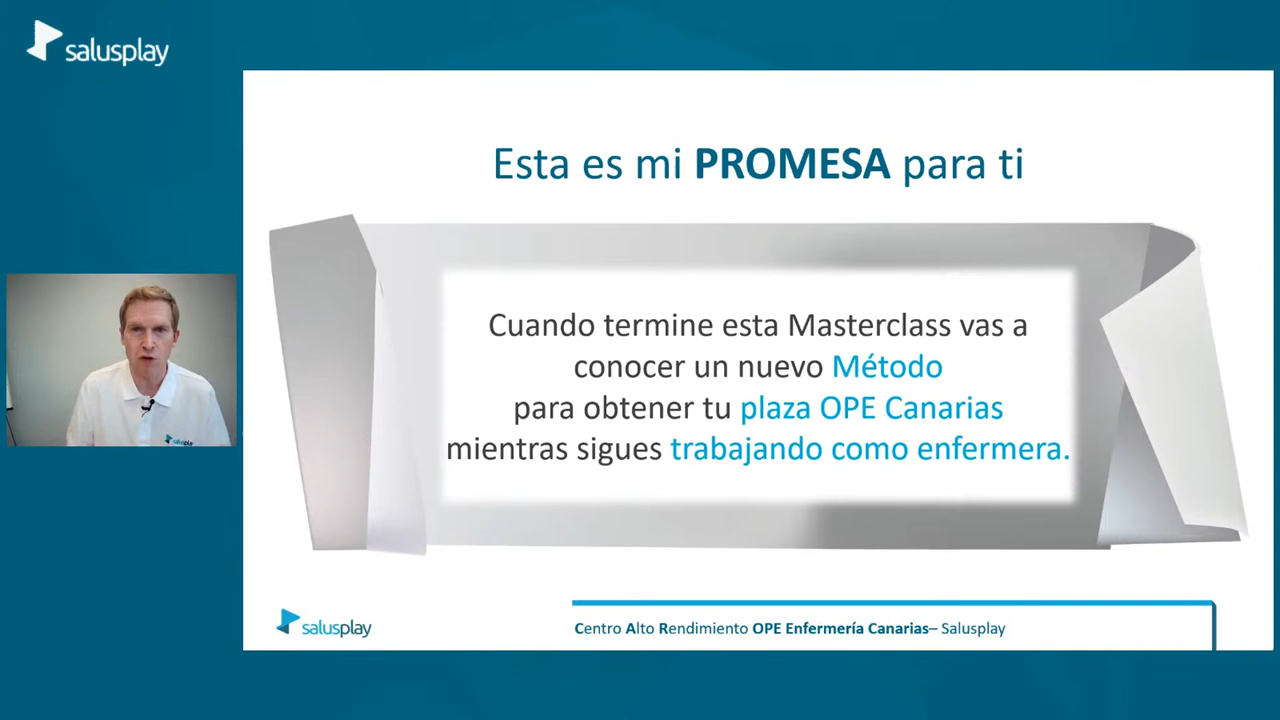 salusplay
Esta es mi PROMESA para ti
Cuando termine esta Masterclass vas a
conocer un nuevo Método
para obtener tu plaza OPE Canarias
mientras sigues trabajando como enfermera.
salusplay
salusplay
Centro Alto Rendimiento OPE Enfermería Canarias– Salusplay